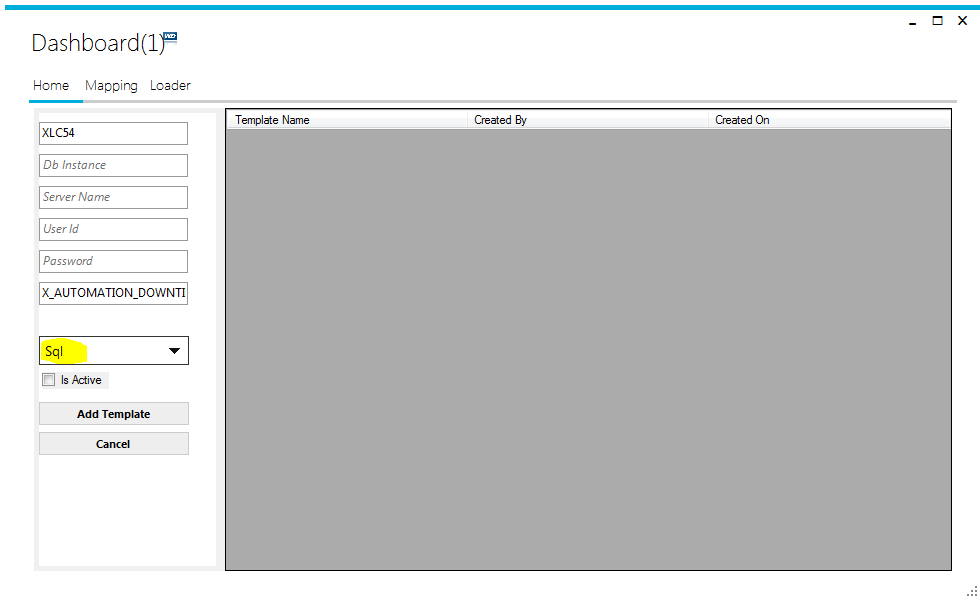 Dashboard(1)
WD
Home Mapping Loader
Template Name Created By Created On
XLC54
Db Instance
Server Name
User Id
Password
X_AUTOMATION_DOWNTI
Sql
Is Active
Add Template
Cancel